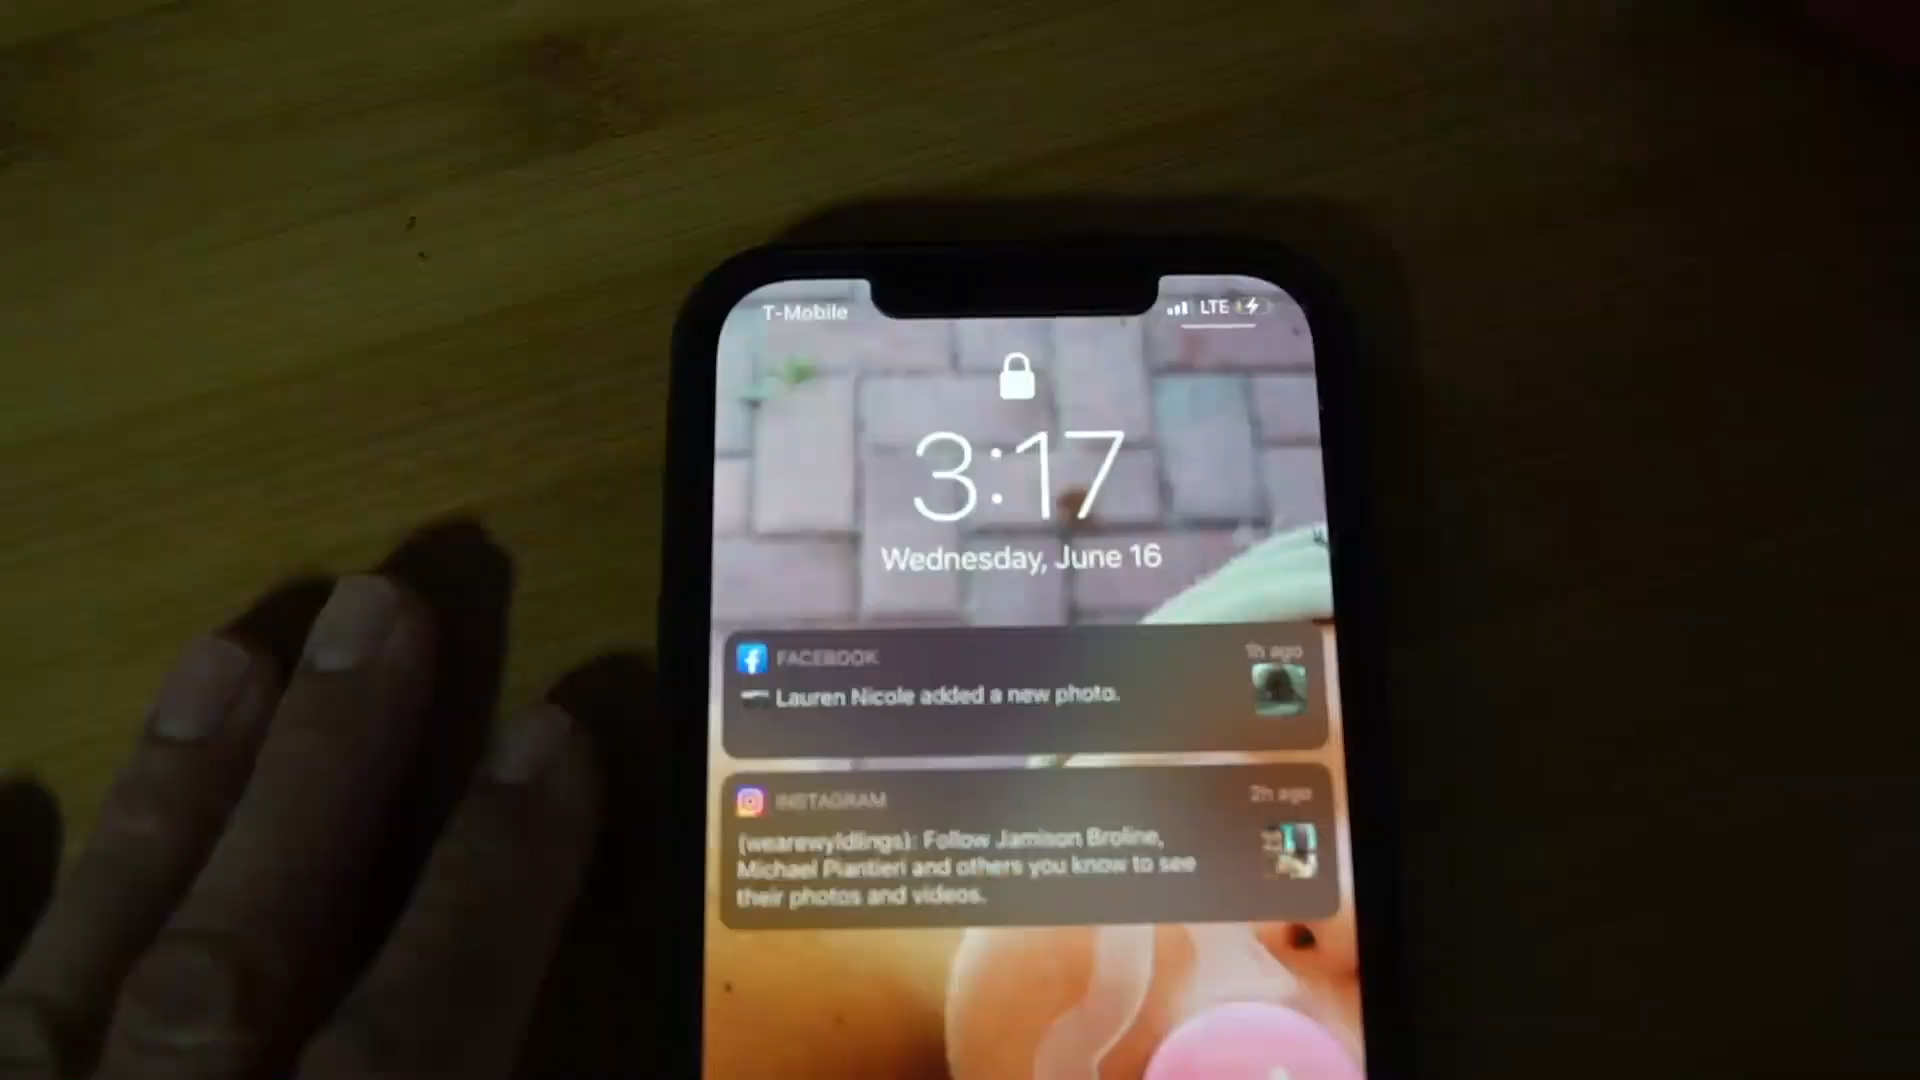 T-Mobile LTE
3:17
Wednesday, June 16
FACEBOOK 1h ago
Lauren Nicole added a new photo.
INSTAGRAM 2h ago
(wearewyldlings): Follow Jamison Broline,
Michael Piantieri and others you know to see
their photos and videos.